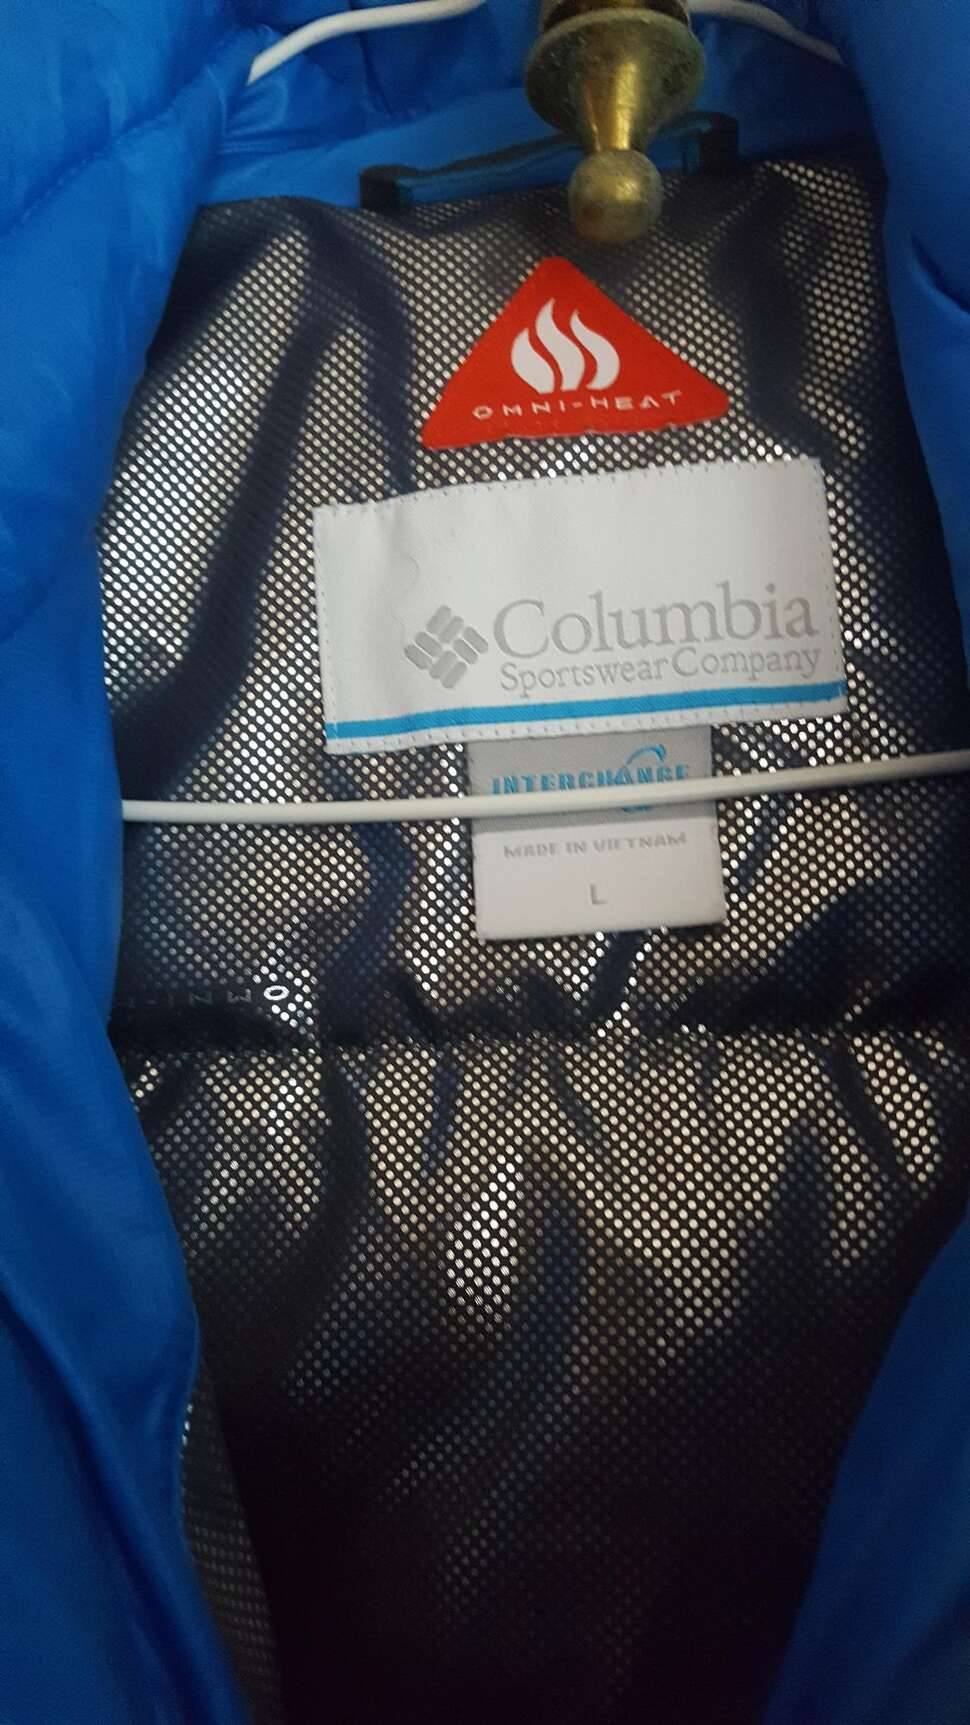 OMNI-HEAT
Columbia
Sportswear Company
INTERCHANGE
MADE IN VIETNAM
L
OMNI-